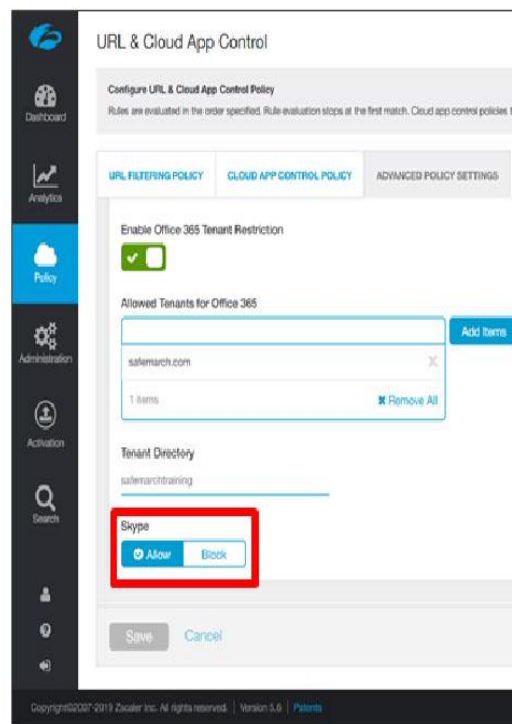 URL & Cloud App Control
Configure URL & Cloud App Control Policy
Rules are evaluated in the order specified. Rule evaluation stops at the first match. Cloud app control policies t
Dashboard
Analytics
Policy
Administration
Activation
Search
URL FILTERING POLICY
CLOUD APP CONTROL POLICY
ADVANCED POLICY SETTINGS
Enable Office 365 Tenant Restriction
Allowed Tenants for Office 365
Add Items
safemarch.com
1 items
Remove All
Tenant Directory
safemarchtraining
Skype
Allow
Block
Save
Cancel
Copyright©2007-2019 Zscaler Inc. All rights reserved. | Version 5.6 | Patents